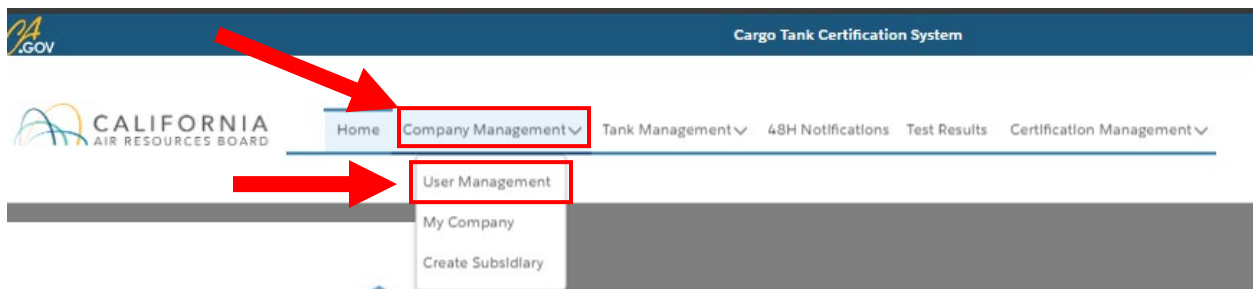 CA
.GOV
Cargo Tank Certification System
CALIFORNIA
AIR RESOURCES BOARD
Home Company Management Tank Management 48H Notifications Test Results Certification Management
User Management
My Company
Create Subsidiary